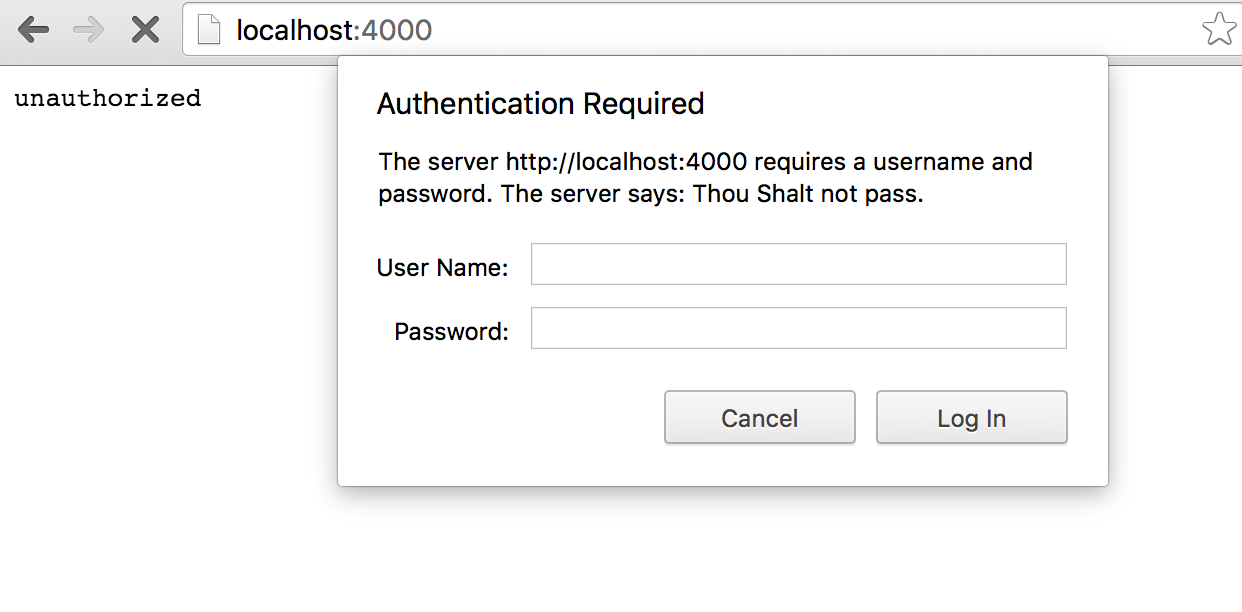 localhost:4000
unauthorized
Authentication Required
The server http://localhost:4000 requires a username and
password. The server says: Thou Shalt not pass.
User Name:
Password:
Cancel Log In